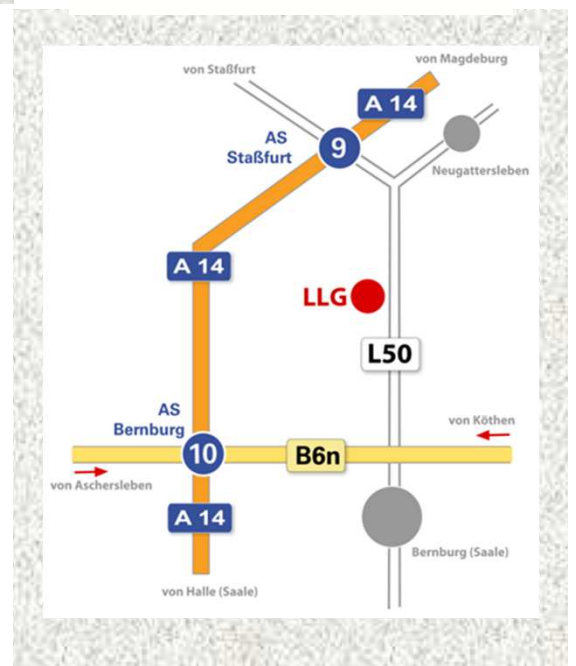 von Magdeburg
von Staßfurt
A 14
AS
Staßfurt
9
Neugattersleben
A 14
LLG
L50
AS
Bernburg
von Köthen
10
B6n
von Aschersleben
A 14
Bernburg (Saale)
von Halle (Saale)